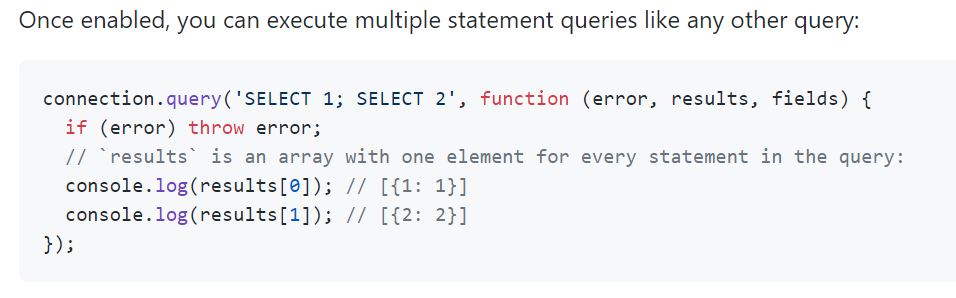 Once enabled, you can execute multiple statement queries like any other query:
connection.query('SELECT 1; SELECT 2', function (error, results, fields) {
  if (error) throw error;
  // `results` is an array with one element for every statement in the query:
  console.log(results[0]); // [{1: 1}]
  console.log(results[1]); // [{2: 2}]
});